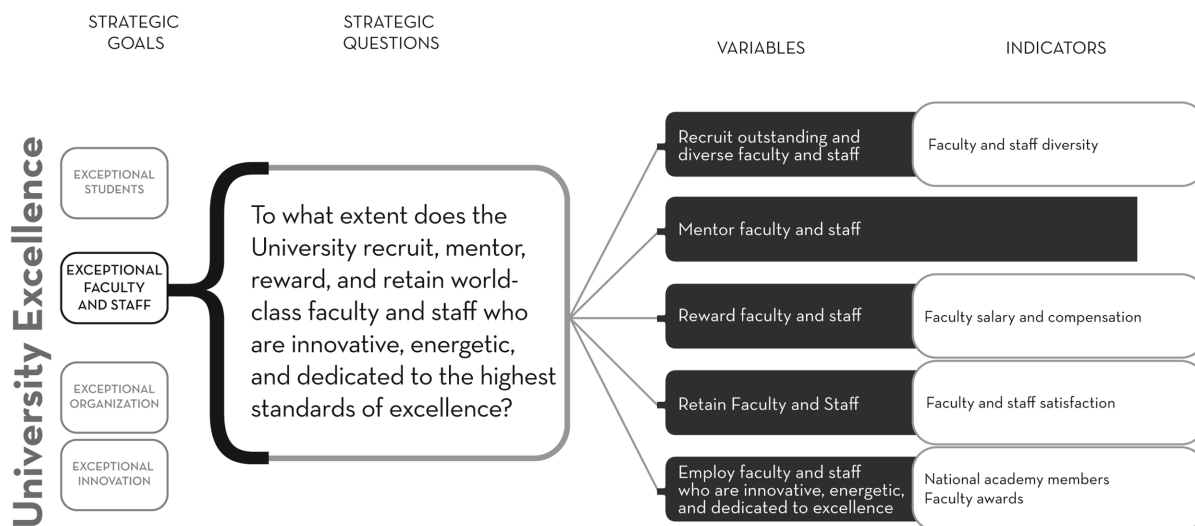 STRATEGIC
GOALS
STRATEGIC
QUESTIONS
VARIABLES
INDICATORS
University Excellence
EXCEPTIONAL
STUDENTS
EXCEPTIONAL
FACULTY
AND STAFF
EXCEPTIONAL
ORGANIZATION
EXCEPTIONAL
INNOVATION
To what extent does the
University recruit, mentor,
reward, and retain world-
class faculty and staff who
are innovative, energetic,
and dedicated to the highest
standards of excellence?
Recruit outstanding and
diverse faculty and staff
Faculty and staff diversity
Mentor faculty and staff
Reward faculty and staff
Faculty salary and compensation
Retain Faculty and Staff
Faculty and staff satisfaction
Employ faculty and staff
who are innovative, energetic,
and dedicated to excellence
National academy members
Faculty awards